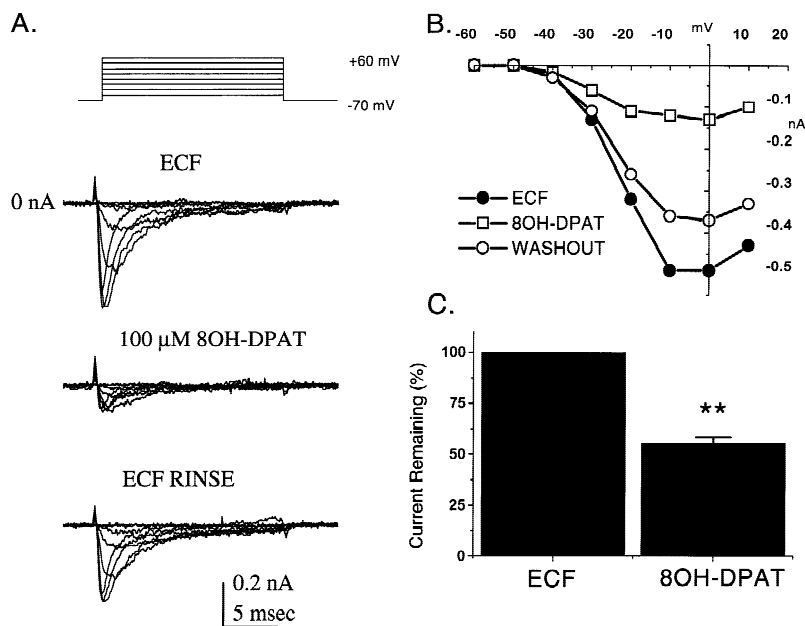 A.
+60 mV
-70 mV
ECF
0 nA
100 µM 8OH-DPAT
ECF RINSE
0.2 nA
5 msec
B.
-60 -50 -40 -30 -20 -10 mV 10 20
-0.1
nA
-0.2
-0.3
-0.4
-0.5
ECF
8OH-DPAT
WASHOUT
C.
Current Remaining (%)
100
75
50
25
0
**
ECF
8OH-DPAT